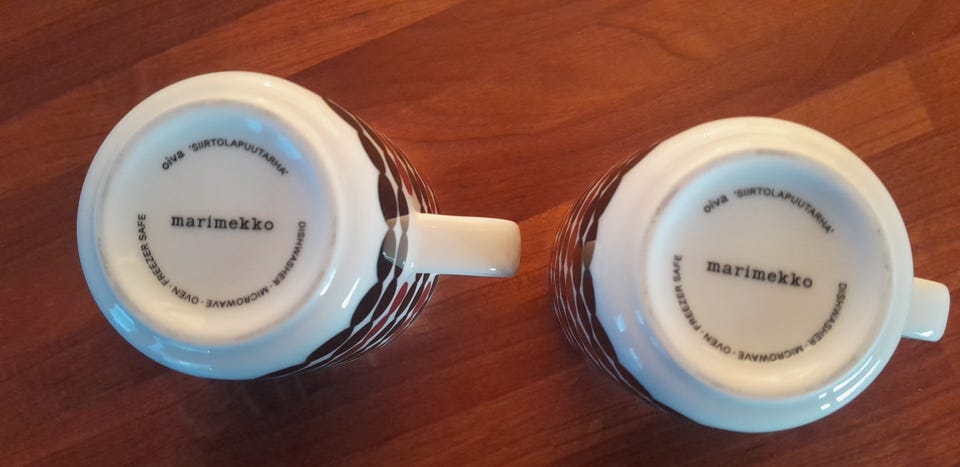 oiva 'SIIRTOLAPUUTARHA'
marimekko
DISHWASHER · MICROWAVE · OVEN · FREEZER SAFE
oiva 'SIIRTOLAPUUTARHA'
marimekko
DISHWASHER · MICROWAVE · OVEN · FREEZER SAFE